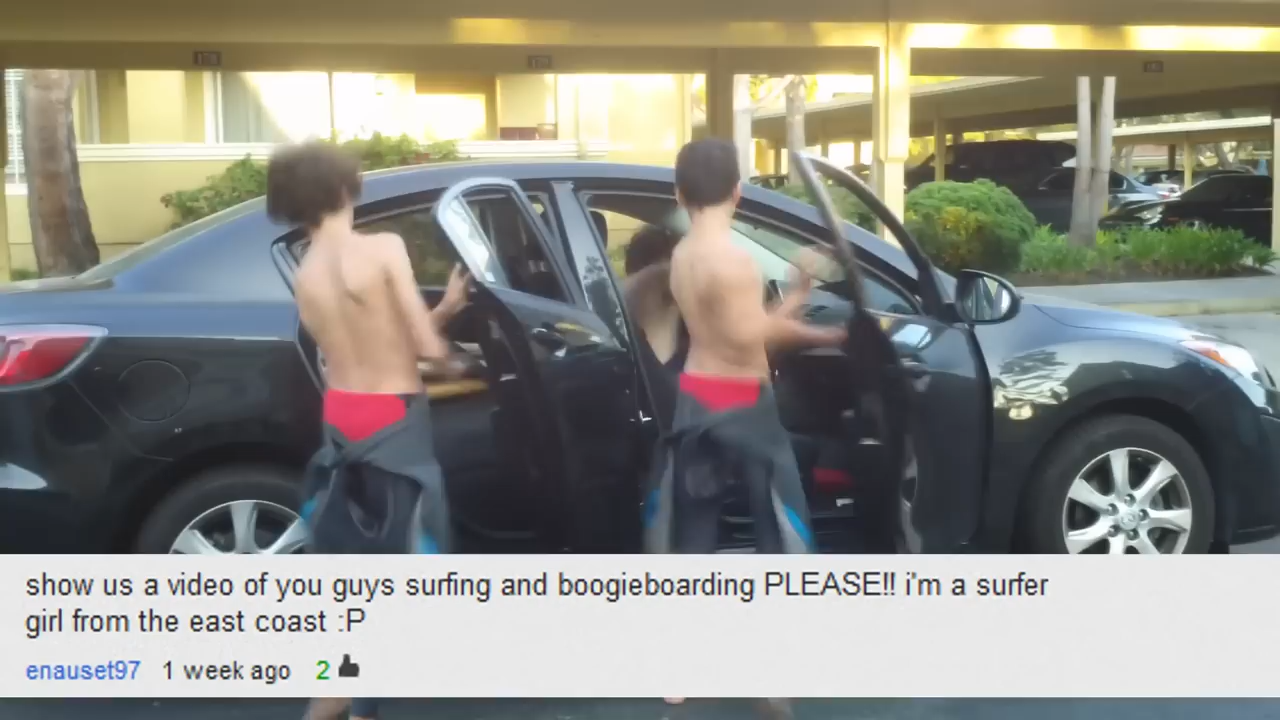 show us a video of you guys surfing and boogieboarding PLEASE!! i'm a surfer
girl from the east coast :P
enauset97 1 week ago 2